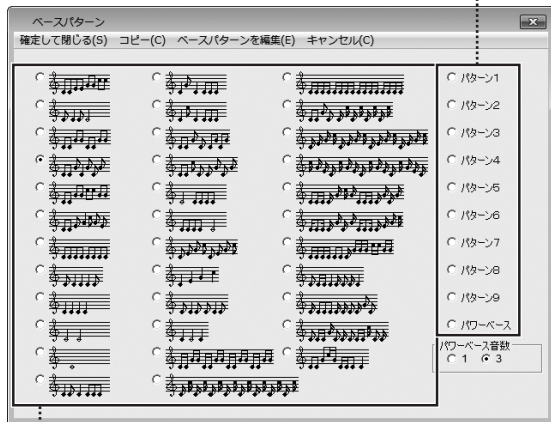 ベースパターン
確定して閉じる(S) コピー(C) ベースパターンを編集(E) キャンセル(C)
パターン1
パターン2
パターン3
パターン4
パターン5
パターン6
パターン7
パターン8
パターン9
パワーベース
パワーベース音数
1 3